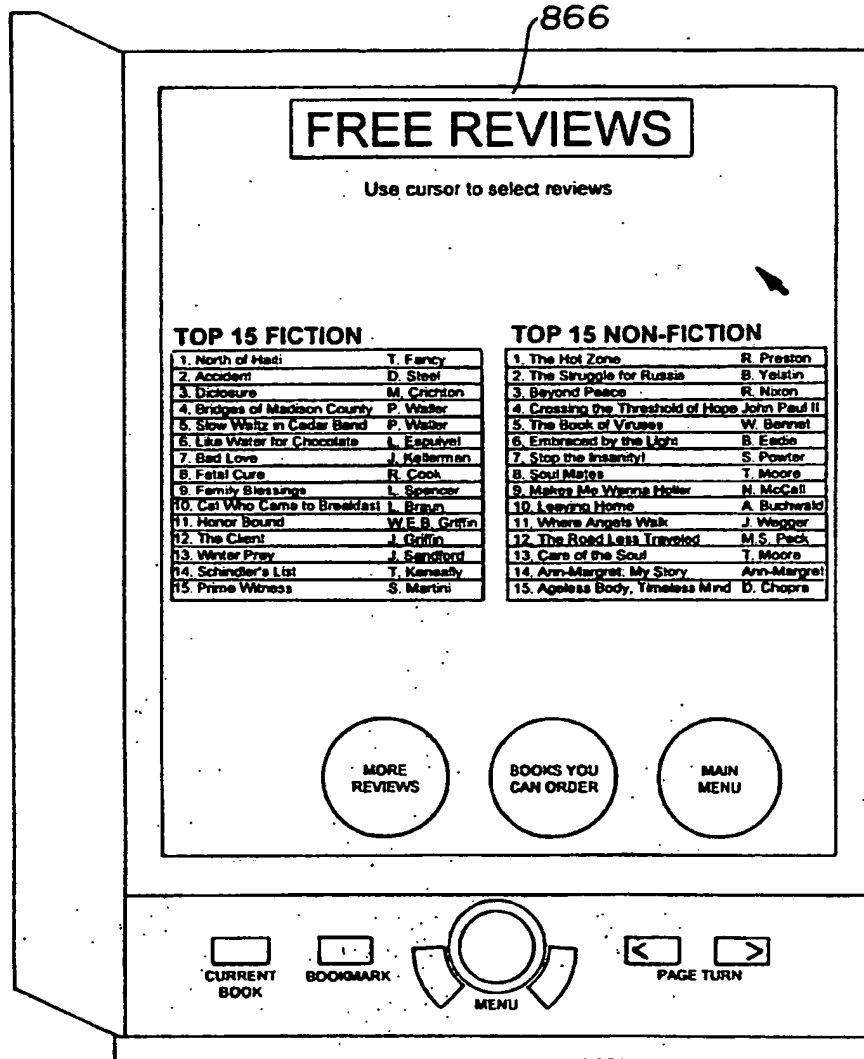 866
FREE REVIEWS
Use cursor to select reviews
TOP 15 FICTION
1. North of Haiti T. Fancy
2. Accident D. Steel
3. Diclosure M. Crichton
4. Bridges of Madison County P. Waller
5. Slow Waltz in Cedar Bend P. Waller
6. Like Water for Chocolate L. Esquivel
7. Bad Love J. Kellerman
8. Fatal Cure R. Cook
9. Family Blessings L. Spencer
10. Cat Who Came to Breakfast L. Braun
11. Honor Bound W.E.B. Griffin
12. The Client J. Griffin
13. Winter Prey J. Sandford
14. Schindler's List T. Keneally
15. Prime Witness S. Martini
TOP 15 NON-FICTION
1. The Hot Zone R. Preston
2. The Struggle for Russia B. Yelstin
3. Beyond Peace R. Nixon
4. Crossing the Threshold of Hope John Paul II
5. The Book of Viruses W. Bennet
6. Embraced by the Light B. Eadie
7. Stop the Insanity! S. Powter
8. Soul Mates T. Moore
9. Makes Me Wanna Holler N. McCall
10. Leaving Home A. Buchwald
11. Where Angels Walk J. Wegger
12. The Road Less Traveled M.S. Peck
13. Care of the Soul T. Moore
14. Ann-Margret: My Story Ann-Margret
15. Ageless Body, Timeless Mind D. Chopra
MORE
REVIEWS
BOOKS YOU
CAN ORDER
MAIN
MENU
CURRENT
BOOK
BOOKMARK
MENU
< >
PAGE TURN